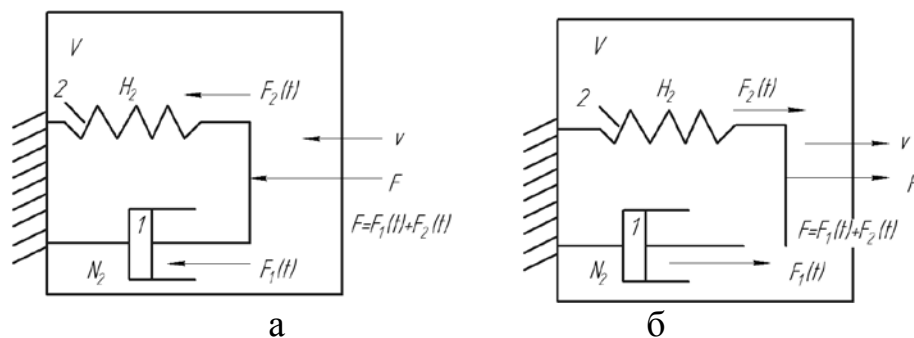 V
2
H₂
F₂(t)
v
F
1
F=F₁(t)+F₂(t)
N₂
F₁(t)
а
V
2
H₂
F₂(t)
v
F
1
F=F₁(t)+F₂(t)
N₂
F₁(t)
б